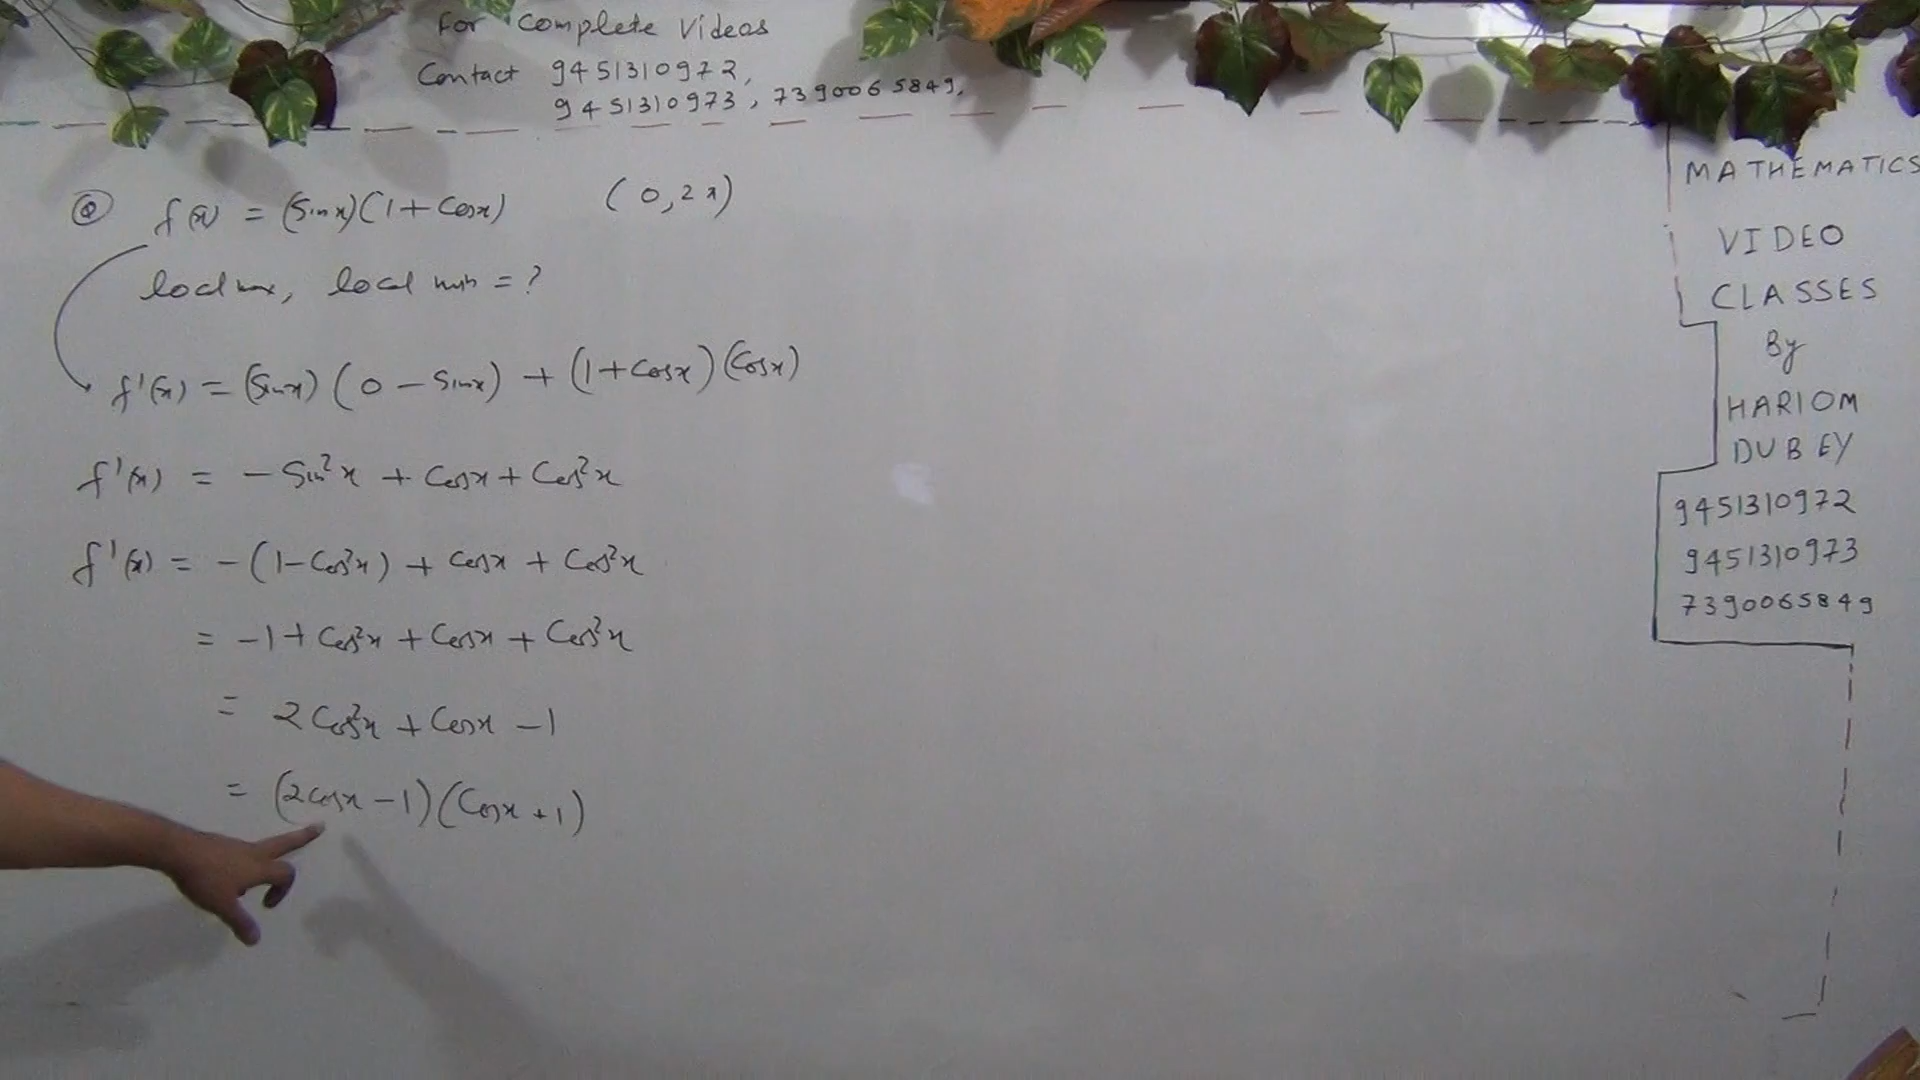 For Complete Videos
Contact 9451310972,
9451310973, 7390065849,
Q f(x) = (Sinx)(1 + Cosx) (0, 2π)
local max, local min = ?
f'(x) = (Sinx)(0 - Sinx) + (1 + Cosx)(Cosx)
f'(x) = - Sin²x + Cosx + Cos²x
f'(x) = -(1 - Cos²x) + Cosx + Cos²x
= -1 + Cos²x + Cosx + Cos²x
= 2Cos²x + Cosx - 1
= (2Cosx - 1)(Cosx + 1)
MATHEMATICS
VIDEO
CLASSES
By
HARIOM
DUBEY
9451310972
9451310973
7390065849